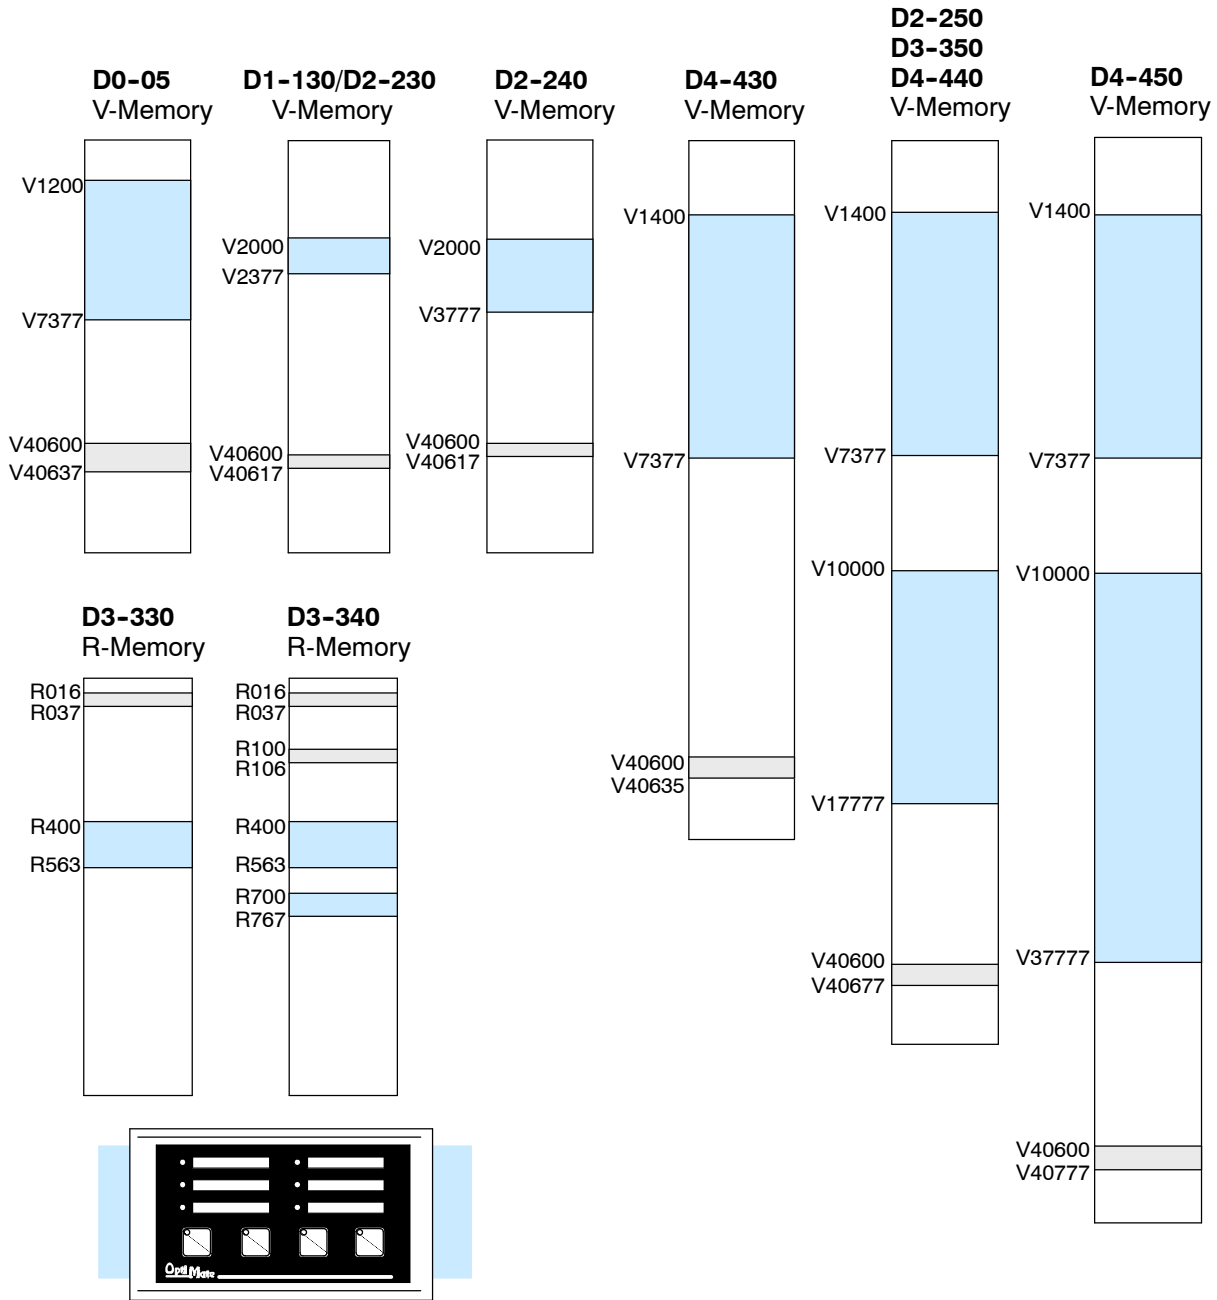 D0-05
V-Memory
V1200
V7377
V40600
V40637
D1-130/D2-230
V-Memory
V2000
V2377
V40600
V40617
D2-240
V-Memory
V2000
V3777
V40600
V40617
D4-430
V-Memory
V1400
V7377
V40600
V40635
D2-250
D3-350
D4-440
V-Memory
V1400
V7377
V10000
V17777
V40600
V40677
D4-450
V-Memory
V1400
V7377
V10000
V37777
V40600
V40777
D3-330
R-Memory
R016
R037
R400
R563
D3-340
R-Memory
R016
R037
R100
R106
R400
R563
R700
R767
OptiMate